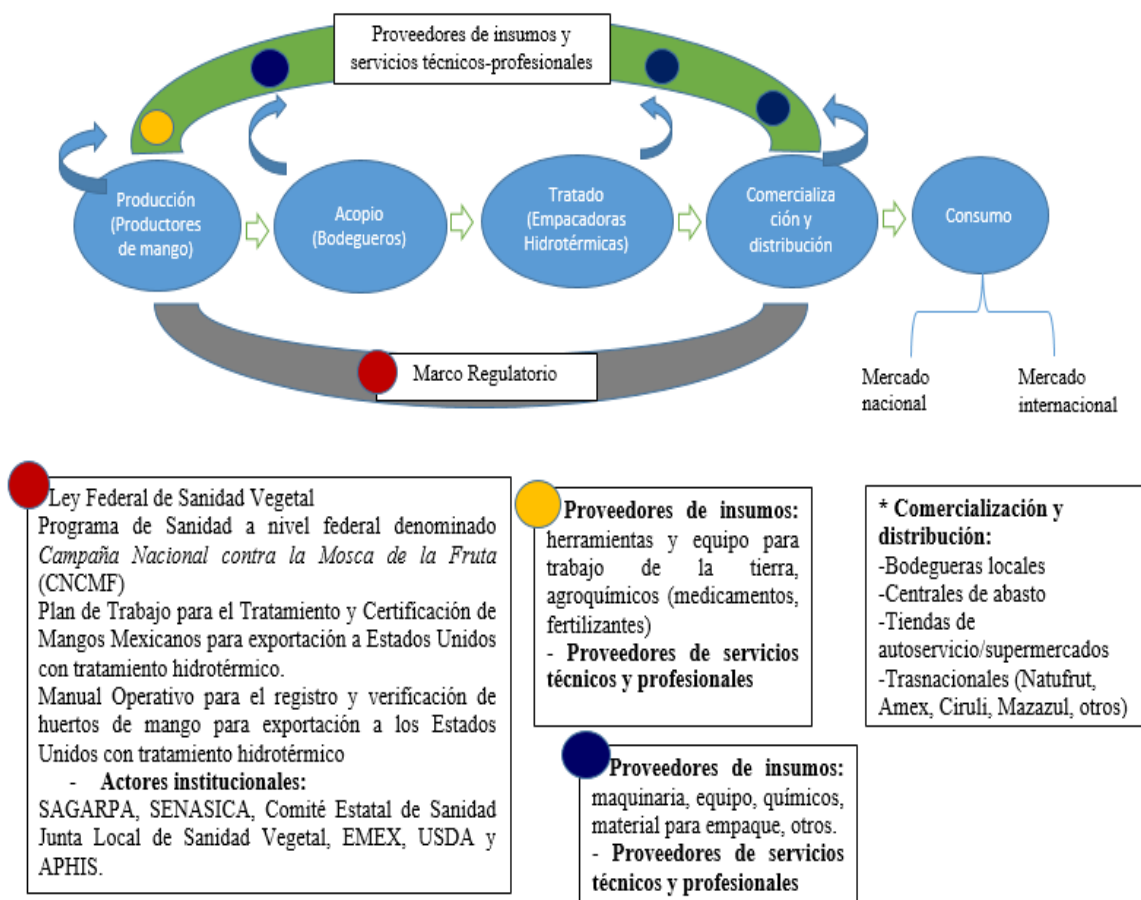 Proveedores de insumos y
servicios técnicos-profesionales
Producción
(Productores
de mango)
Acopio
(Bodegueros)
Tratado
(Empacadoras
Hidrotérmicas)
Comercializa
ción y
distribución
Consumo
Marco Regulatorio
Mercado
nacional
Mercado
internacional
Ley Federal de Sanidad Vegetal
Programa de Sanidad a nivel federal denominado
Campaña Nacional contra la Mosca de la Fruta
(CNCMF)
Plan de Trabajo para el Tratamiento y Certificación de
Mangos Mexicanos para exportación a Estados Unidos
con tratamiento hidrotérmico.
Manual Operativo para el registro y verificación de
huertos de mango para exportación a los Estados
Unidos con tratamiento hidrotérmico
- Actores institucionales:
SAGARPA, SENASICA, Comité Estatal de Sanidad
Junta Local de Sanidad Vegetal, EMEX, USDA y
APHIS.
Proveedores de insumos:
herramientas y equipo para
trabajo de la tierra,
agroquímicos (medicamentos,
fertilizantes)
- Proveedores de servicios
técnicos y profesionales
Proveedores de insumos:
maquinaria, equipo, químicos,
material para empaque, otros.
- Proveedores de servicios
técnicos y profesionales
* Comercialización y
distribución:
-Bodegueras locales
-Centrales de abasto
-Tiendas de
autoservicio/supermercados
-Trasnacionales (Natufrut,
Amex, Ciruli, Mazazul, otros)